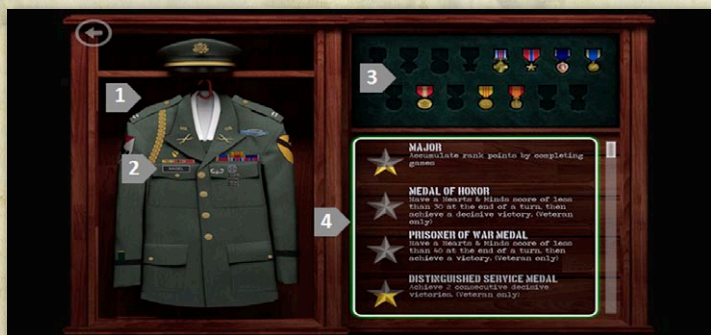 1
2
3
4
MAJOR
Accumulate rank points by completing
games
MEDAL OF HONOR
Have a Hearts & Minds score of less
than 30 at the end of a turn, then
achieve a decisive victory. (Veteran
only)
PRISONER OF WAR MEDAL
Have a Hearts & Minds score of less
than 40 at the end of a turn, then
achieve a victory. (Veteran only)
DISTINGUISHED SERVICE MEDAL
Achieve 2 consecutive decisive
victories. (Veteran only)